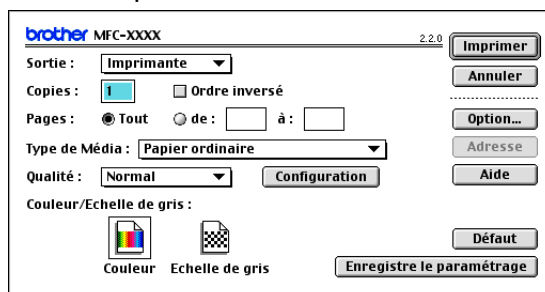 brother MFC-XXXX 2.2.0 Imprimer
Sortie : Imprimante
Annuler
Copies : 1 Ordre inversé
Pages : Tout de : à : Option...
Type de Média : Papier ordinaire Adresse
Qualité : Normal Configuration Aide
Couleur/Echelle de gris :
Défaut
Couleur Echelle de gris Enregistre le paramétrage